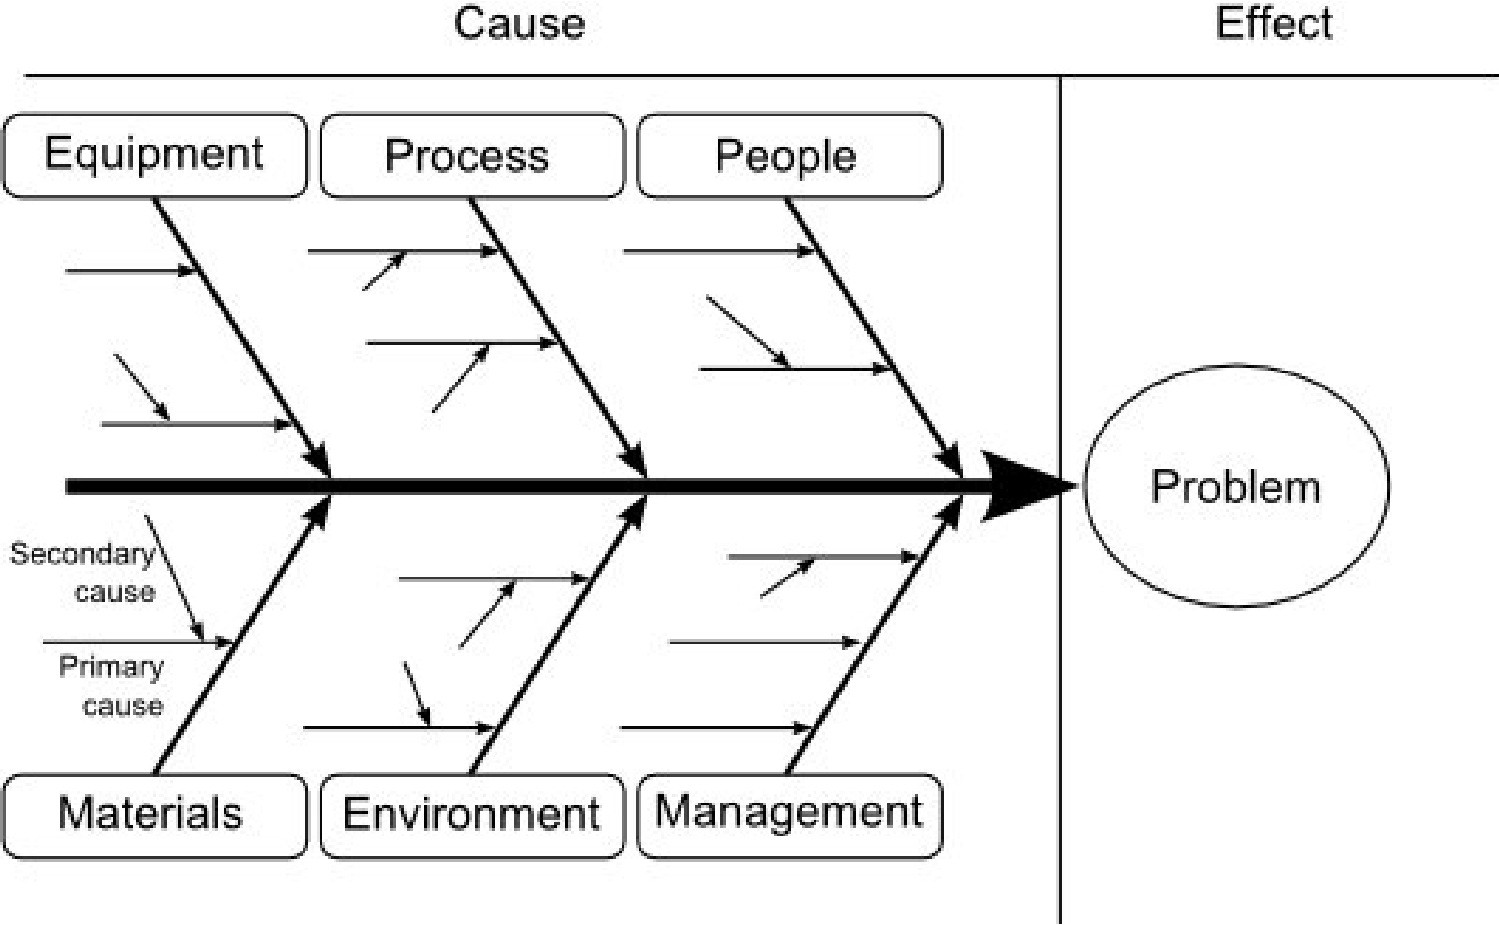 Cause
Effect
Equipment
Process
People
Problem
Secondary
cause
Primary
cause
Materials
Environment
Management